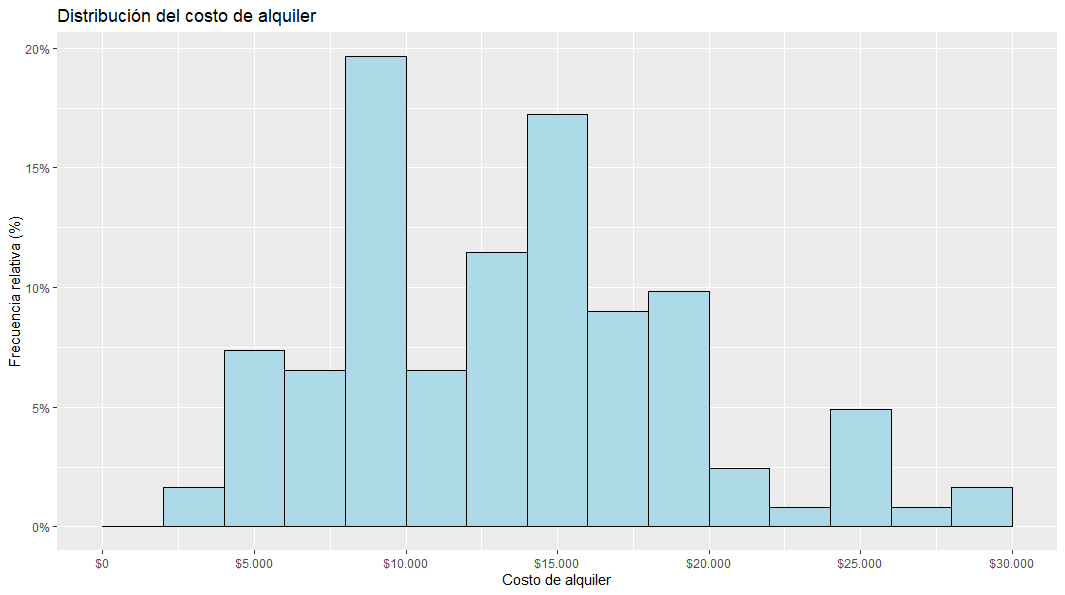 Distribución del costo de alquiler
20%
15%
10%
5%
0%
Frecuencia relativa (%)
$0 $5.000 $10.000 $15.000 $20.000 $25.000 $30.000
Costo de alquiler